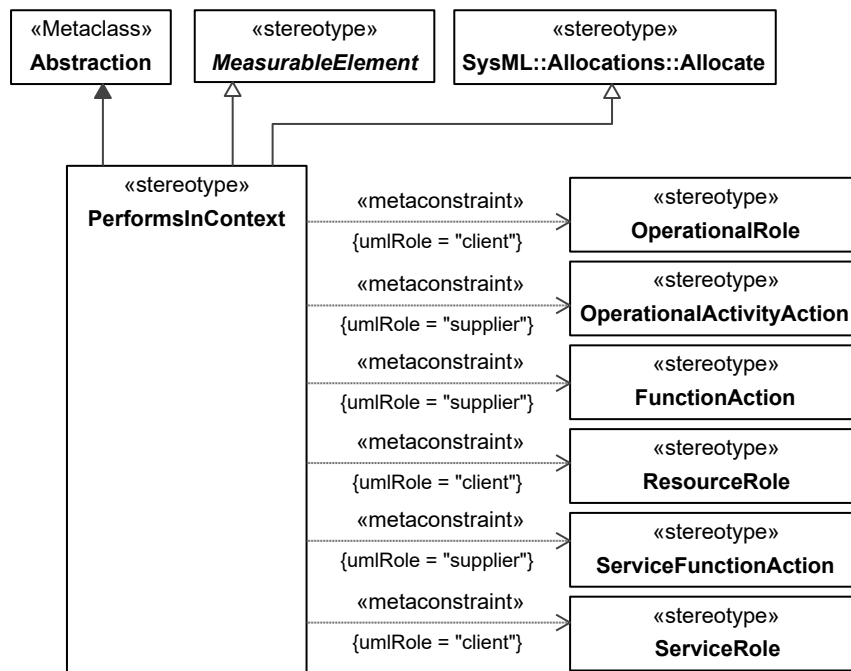 «Metaclass»
Abstraction
«stereotype»
MeasurableElement
«stereotype»
SysML::Allocations::Allocate
«stereotype»
PerformsInContext
«metaconstraint»
{umlRole = "client"}
«stereotype»
OperationalRole
«metaconstraint»
{umlRole = "supplier"}
«stereotype»
OperationalActivityAction
«metaconstraint»
{umlRole = "supplier"}
«stereotype»
FunctionAction
«metaconstraint»
{umlRole = "client"}
«stereotype»
ResourceRole
«metaconstraint»
{umlRole = "supplier"}
«stereotype»
ServiceFunctionAction
«metaconstraint»
{umlRole = "client"}
«stereotype»
ServiceRole